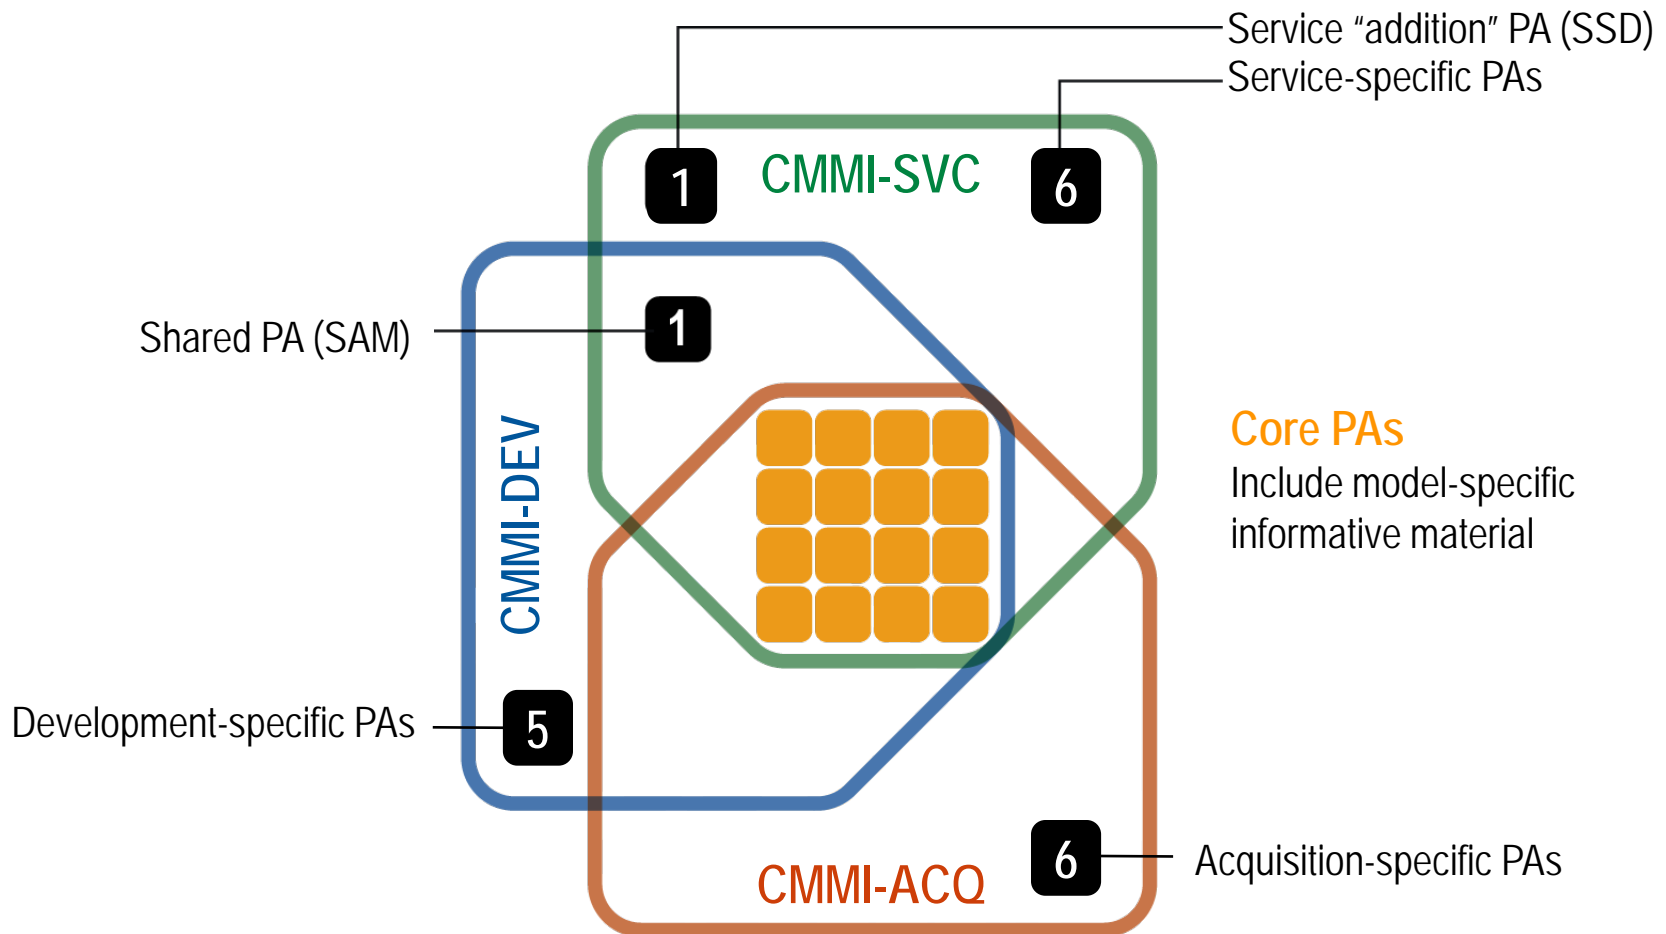 Service “addition” PA (SSD)
Service-specific PAs
1
CMMI-SVC
6
Shared PA (SAM)
1
CMMI-DEV
Core PAs
Include model-specific
informative material
Development-specific PAs
5
6
Acquisition-specific PAs
CMMI-ACQ